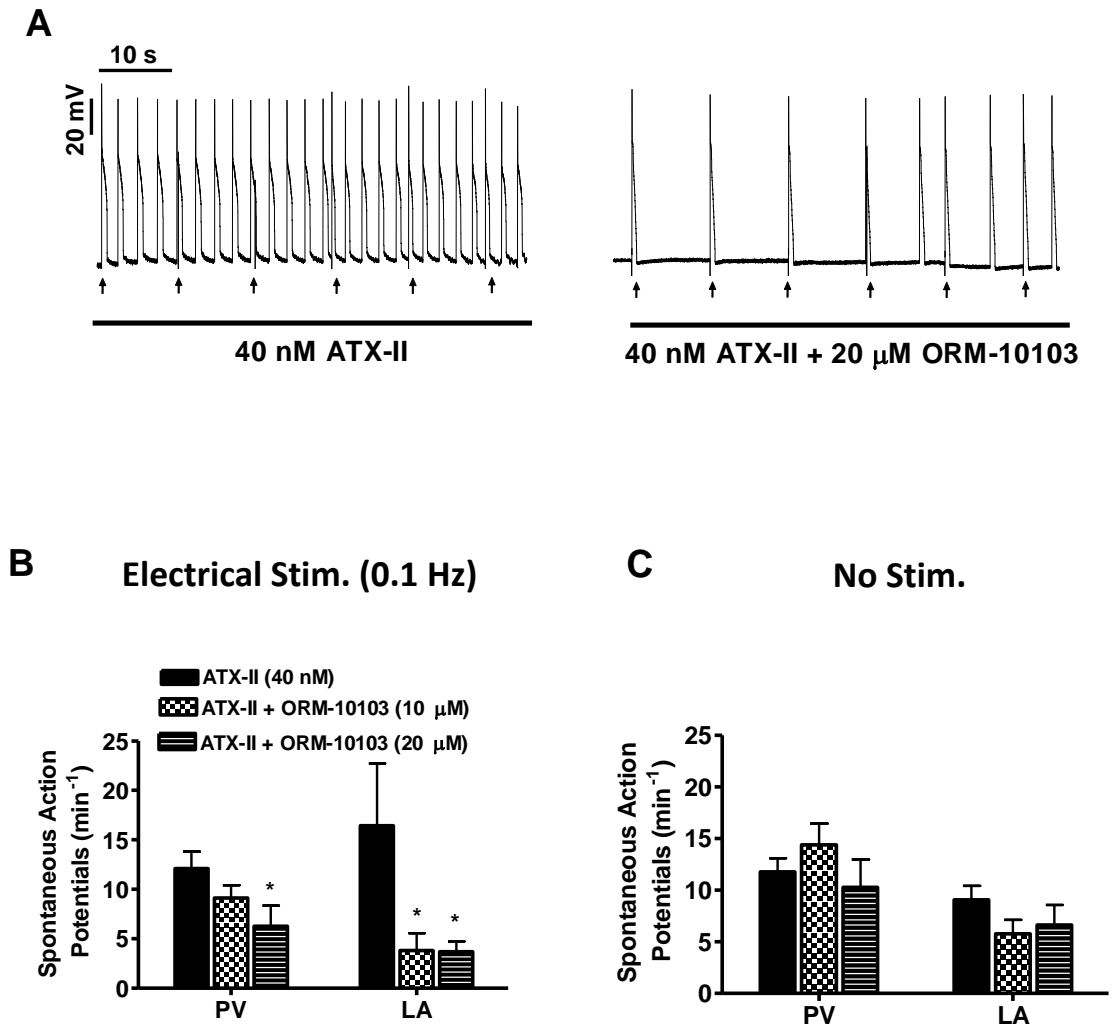 A
10 s
20 mV
40 nM ATX-II
40 nM ATX-II + 20 μM ORM-10103
B
Electrical Stim. (0.1 Hz)
ATX-II (40 nM)
ATX-II + ORM-10103 (10 μM)
ATX-II + ORM-10103 (20 μM)
Spontaneous Action
Potentials (min⁻¹)
25
20
15
10
5
0
*
*
*
PV
LA
C
No Stim.
Spontaneous Action
Potentials (min⁻¹)
25
20
15
10
5
0
PV
LA